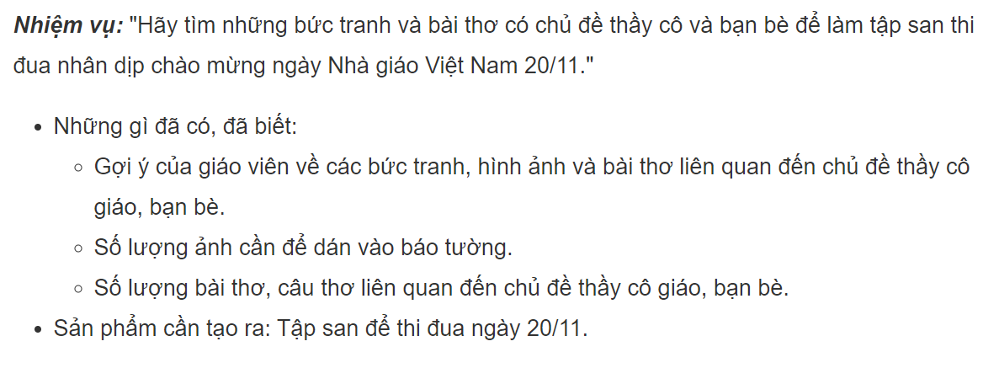 Nhiệm vụ: "Hãy tìm những bức tranh và bài thơ có chủ đề thầy cô và bạn bè để làm tập san thi
đua nhân dịp chào mừng ngày Nhà giáo Việt Nam 20/11."
Những gì đã có, đã biết:
Gợi ý của giáo viên về các bức tranh, hình ảnh và bài thơ liên quan đến chủ đề thầy cô
giáo, bạn bè.
Số lượng ảnh cần để dán vào báo tường.
Số lượng bài thơ, câu thơ liên quan đến chủ đề thầy cô giáo, bạn bè.
Sản phẩm cần tạo ra: Tập san để thi đua ngày 20/11.